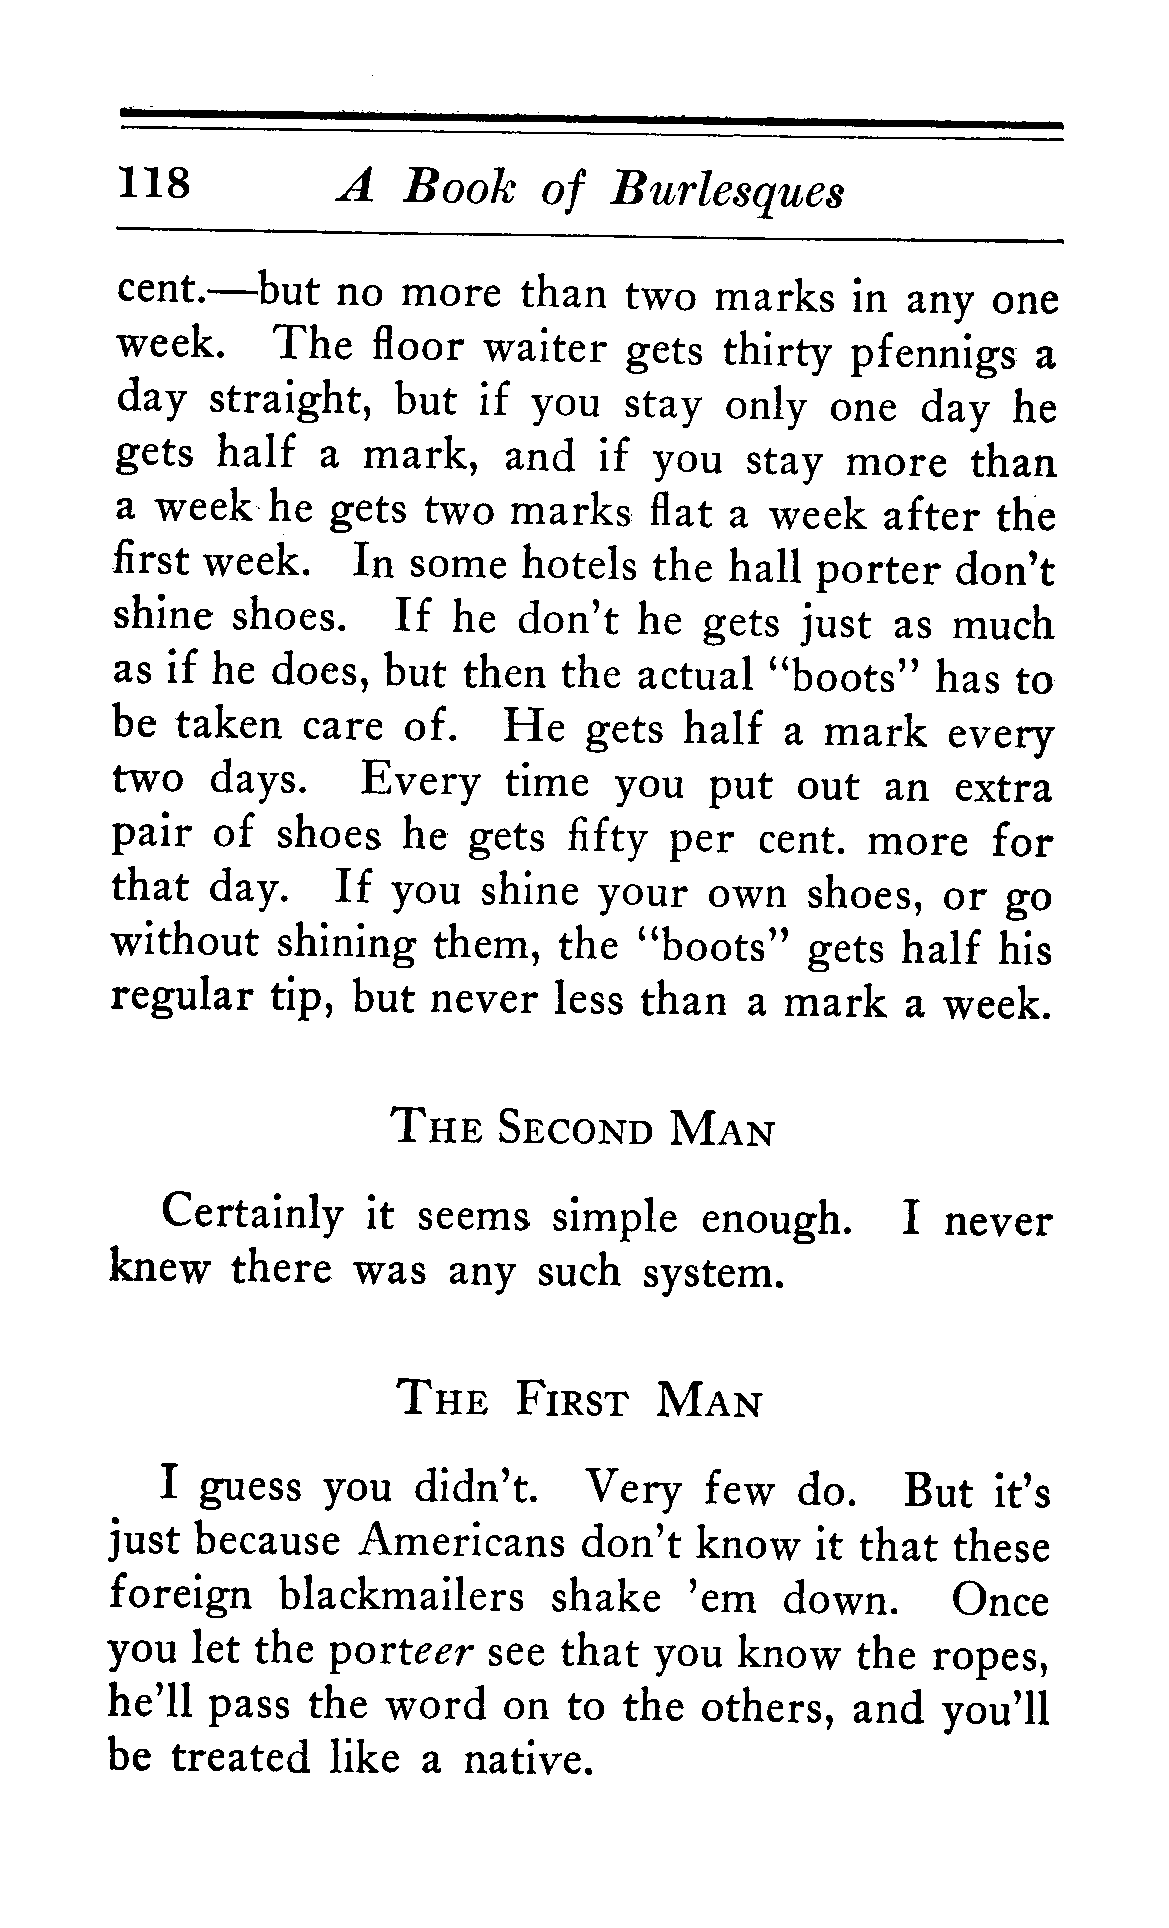 118 A Book of Burlesques
cent.—but no more than two marks in any one
week. The floor waiter gets thirty pfennigs a
day straight, but if you stay only one day he
gets half a mark, and if you stay more than
a week he gets two marks flat a week after the
first week. In some hotels the hall porter don't
shine shoes. If he don't he gets just as much
as if he does, but then the actual "boots" has to
be taken care of. He gets half a mark every
two days. Every time you put out an extra
pair of shoes he gets fifty per cent. more for
that day. If you shine your own shoes, or go
without shining them, the "boots" gets half his
regular tip, but never less than a mark a week.
The Second Man
Certainly it seems simple enough. I never
knew there was any such system.
The First Man
I guess you didn't. Very few do. But it's
just because Americans don't know it that these
foreign blackmailers shake 'em down. Once
you let the porteer see that you know the ropes,
he'll pass the word on to the others, and you'll
be treated like a native.